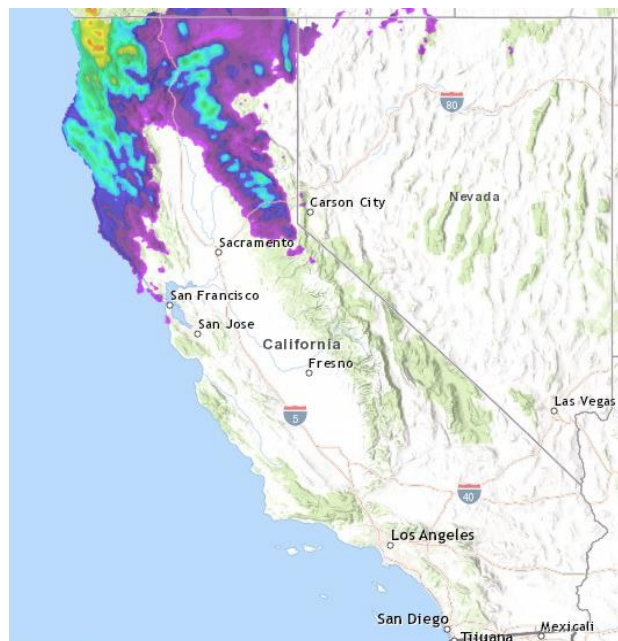 80
Nevada
Carson City
Sacramento
San Francisco
San Jose
California
Fresno
Las Vegas
5
40
Los Angeles
San Diego
Mexicali
Tijuana